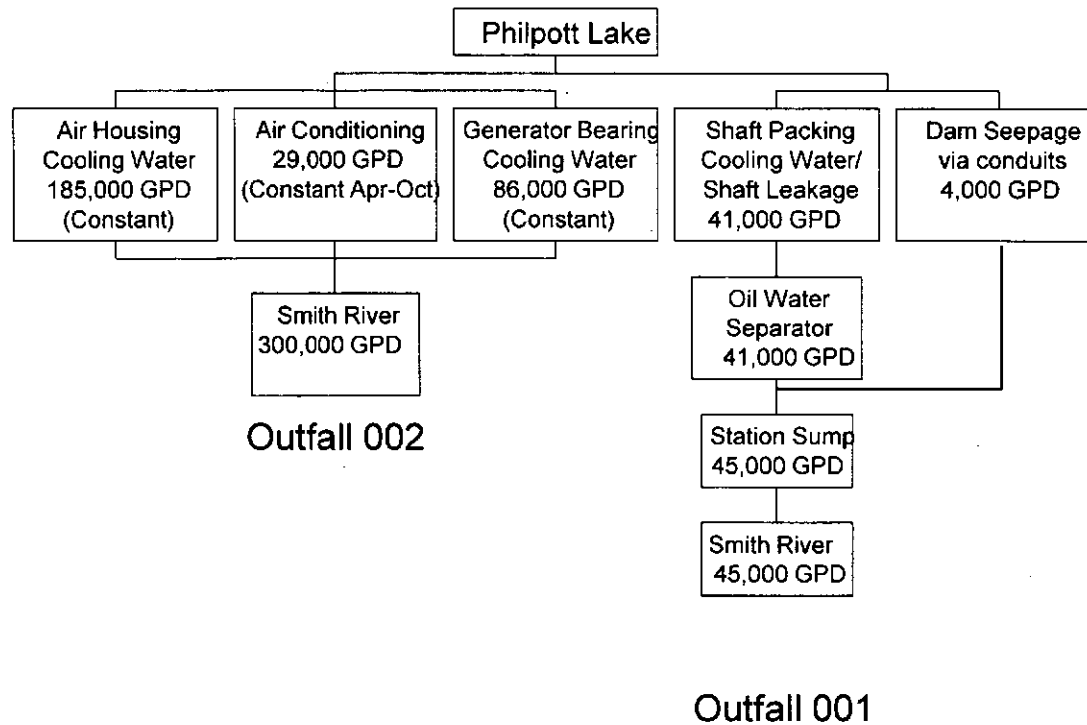 Philpott Lake
Air Housing
Cooling Water
185,000 GPD
(Constant)
Air Conditioning
29,000 GPD
(Constant Apr-Oct)
Generator Bearing
Cooling Water
86,000 GPD
(Constant)
Shaft Packing
Cooling Water/
Shaft Leakage
41,000 GPD
Dam Seepage
via conduits
4,000 GPD
Smith River
300,000 GPD
Outfall 002
Oil Water
Separator
41,000 GPD
Station Sump
45,000 GPD
Smith River
45,000 GPD
Outfall 001